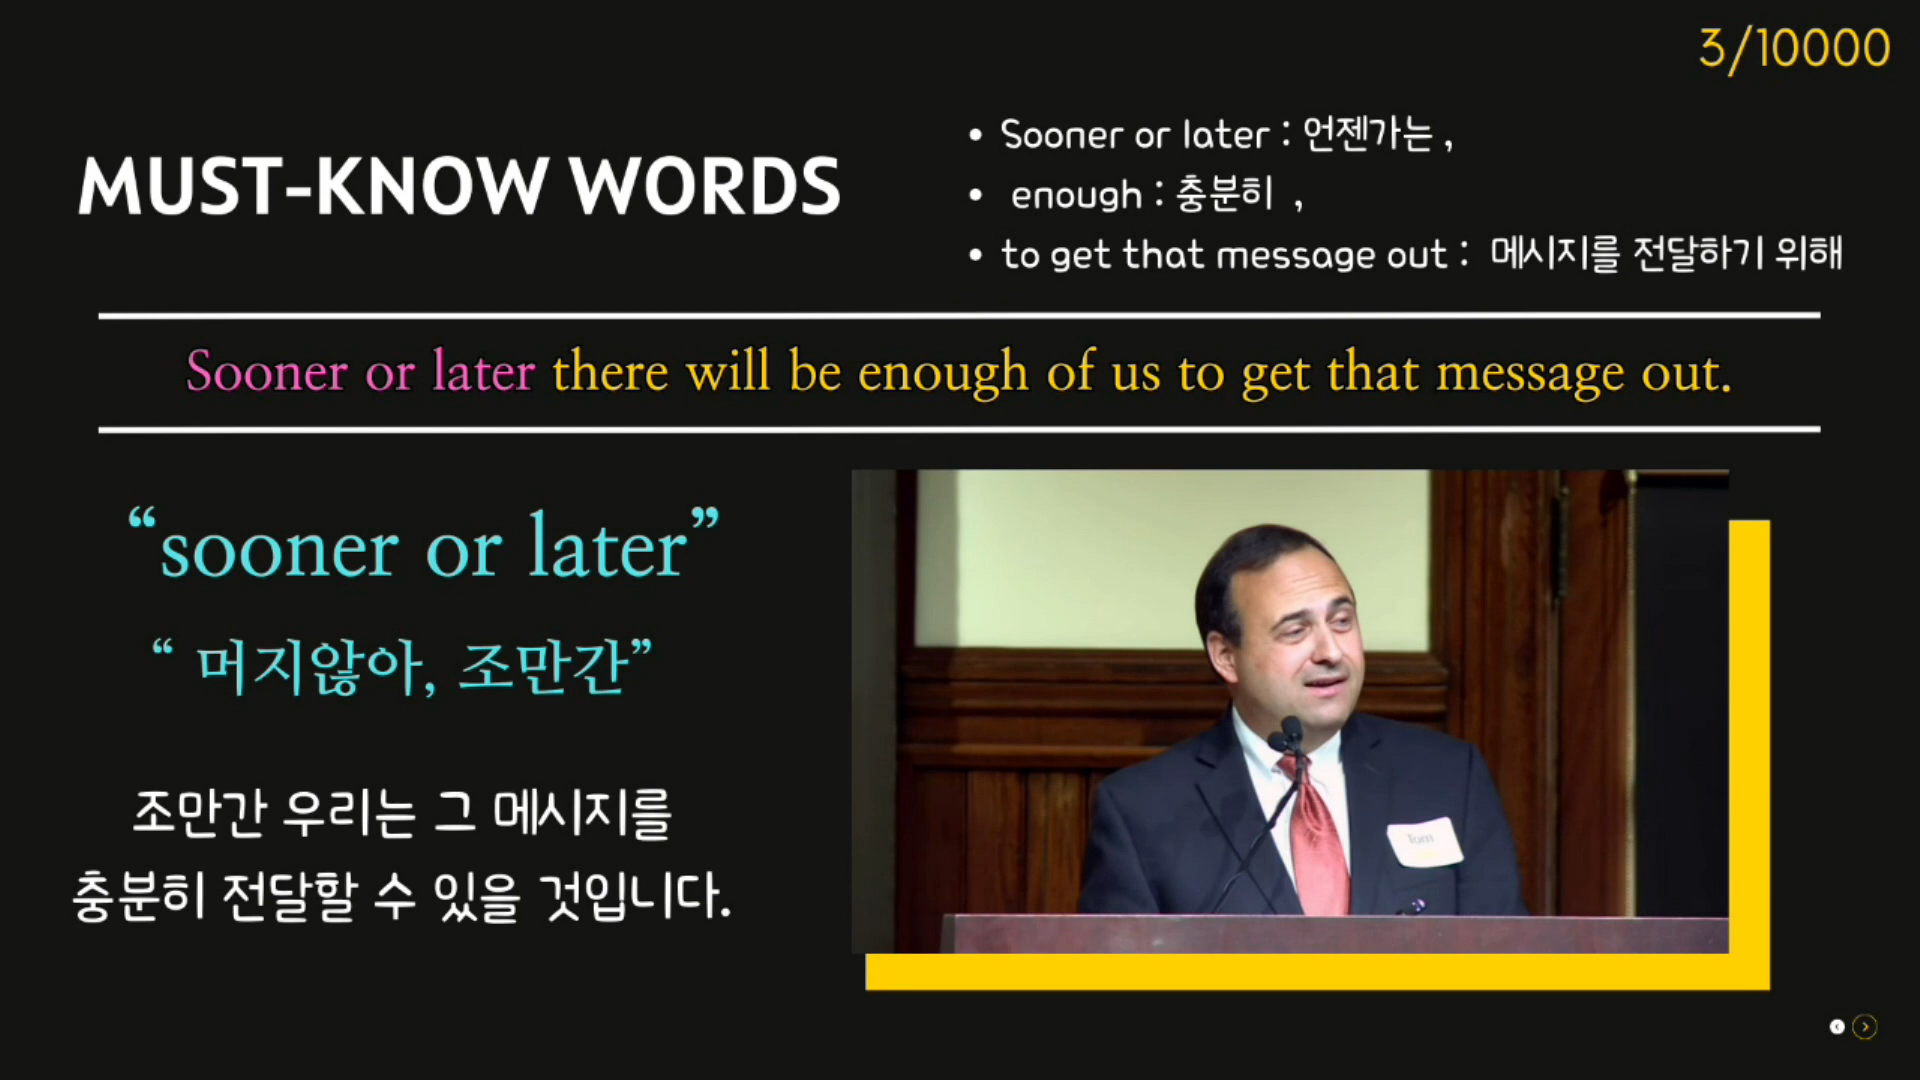 3/10000
MUST-KNOW WORDS
• Sooner or later : 언젠가는 ,
• enough : 충분히 ,
• to get that message out : 메시지를 전달하기 위해
Sooner or later there will be enough of us to get that message out.
“sooner or later”
“ 머지않아, 조만간”
조만간 우리는 그 메시지를
충분히 전달할 수 있을 것입니다.
Tom